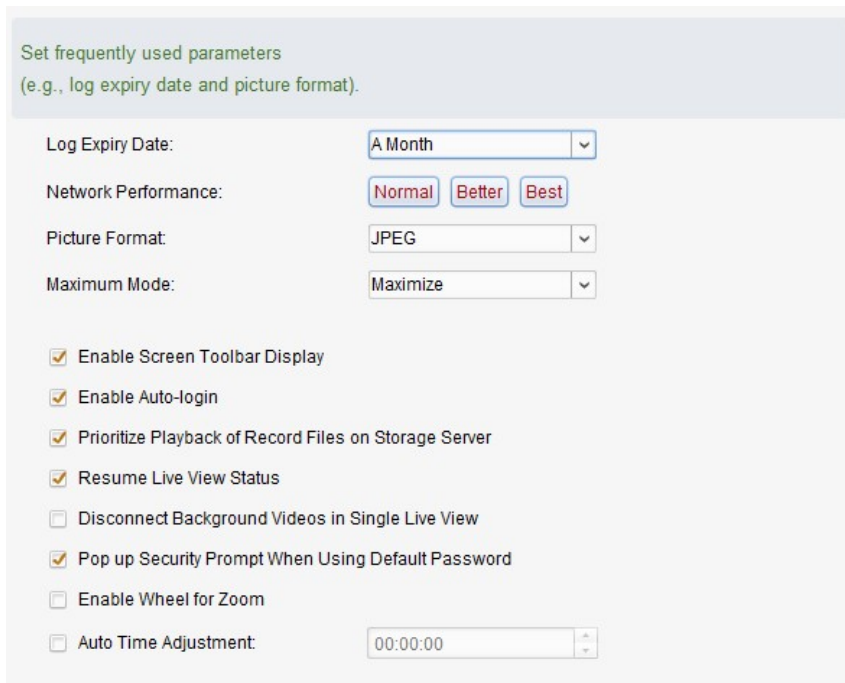 Set frequently used parameters
(e.g., log expiry date and picture format).
Log Expiry Date: A Month
Network Performance: Normal Better Best
Picture Format: JPEG
Maximum Mode: Maximize
Enable Screen Toolbar Display
Enable Auto-login
Prioritize Playback of Record Files on Storage Server
Resume Live View Status
Disconnect Background Videos in Single Live View
Pop up Security Prompt When Using Default Password
Enable Wheel for Zoom
Auto Time Adjustment: 00:00:00